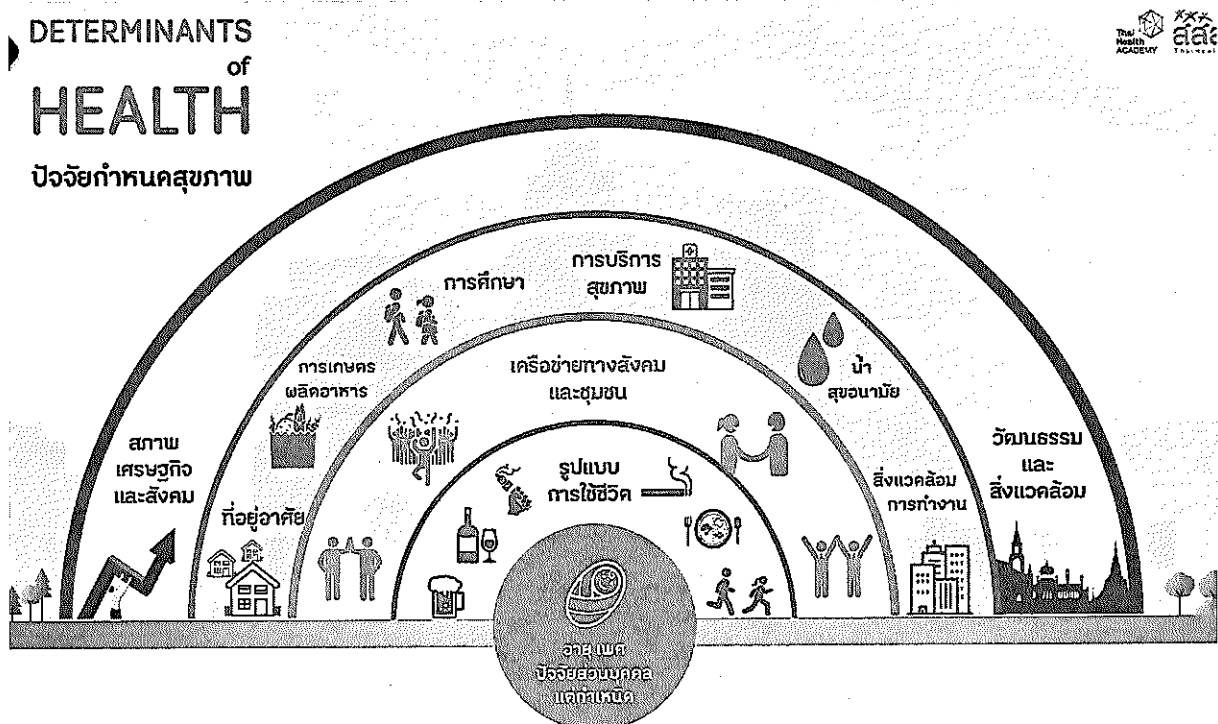 DETERMINANTS
of
HEALTH
ปัจจัยกำหนดสุขภาพ
Thai
Health
ACADEMY
สสส
การศึกษา
การบริการ
สุขภาพ
การเกษตร
ผลิตอาหาร
เครือข่ายทางสังคม
และชุมชน
น้ำ
สุขอนามัย
สภาพ
เศรษฐกิจ
และสังคม
รูปแบบ
การใช้ชีวิต
วัฒนธรรม
และ
สิ่งแวดล้อม
ที่อยู่อาศัย
สิ่งแวดล้อม
การทำงาน
อายุ เพศ
ปัจจัยส่วนบุคคล
แต่กำเนิด